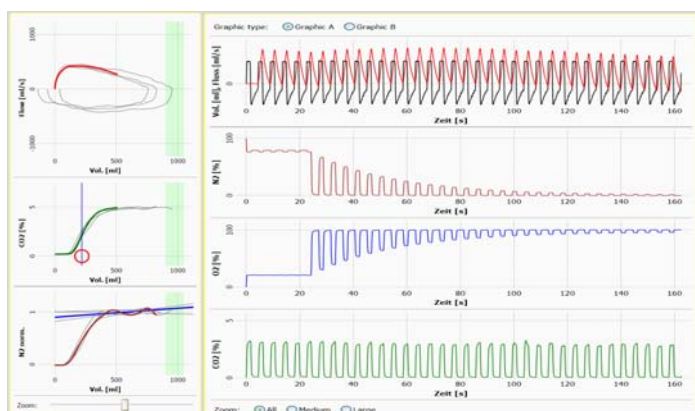 Graphic type: Graphic A Graphic B
Flow [ml/s]
1000
0
-1000
0 500 1000
Vol. [ml]
CO2 [%]
5
0
0 500 1000
Vol. [ml]
N2 norm.
1
0
0 500 1000
Vol. [ml]
Zoom:
Vol. [ml], Fluss [ml/s]
0
0 20 40 60 80 100 120 140 160
Zeit [s]
N2 [%]
100
0
0 20 40 60 80 100 120 140 160
Zeit [s]
O2 [%]
100
0 20 40 60 80 100 120 140 160
Zeit [s]
CO2 [%]
5
0
0 20 40 60 80 100 120 140 160
Zeit [s]
Zoom: All Medium Large